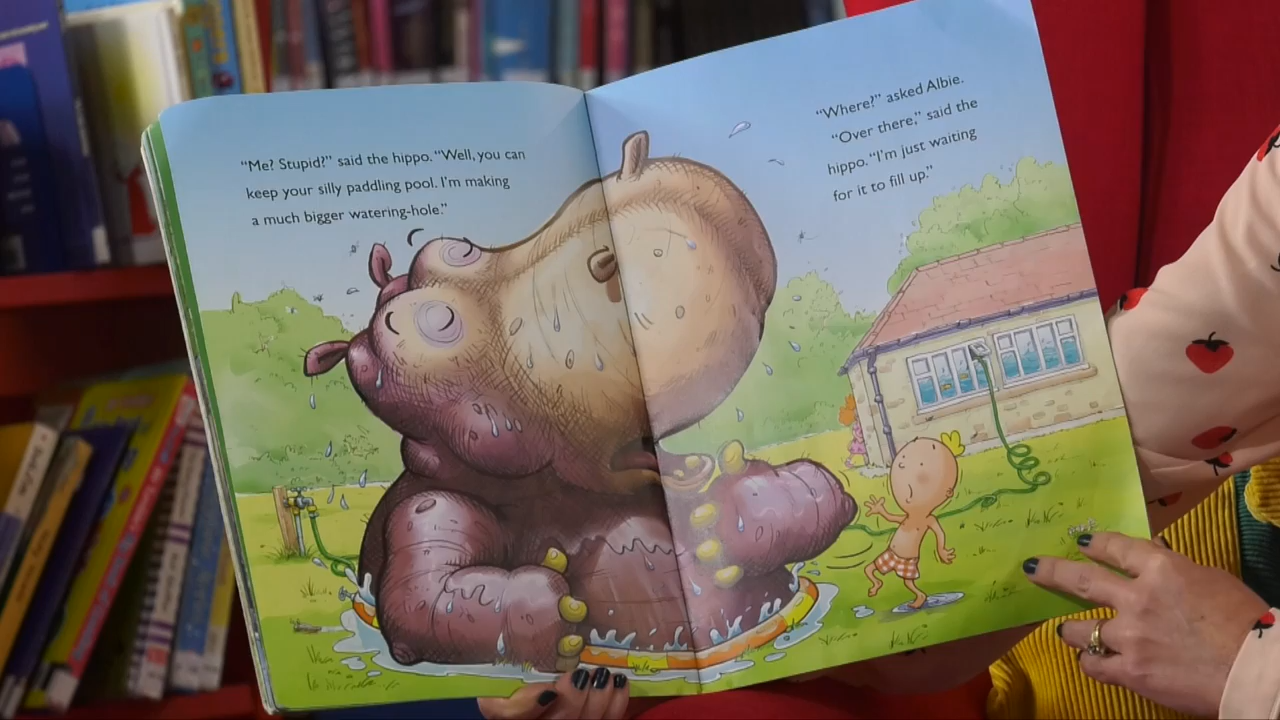 "Me? Stupid?" said the hippo. "Well, you can
keep your silly paddling pool. I'm making
a much bigger watering-hole."
"Where?" asked Albie.
"Over there," said the
hippo. "I'm just waiting
for it to fill up."